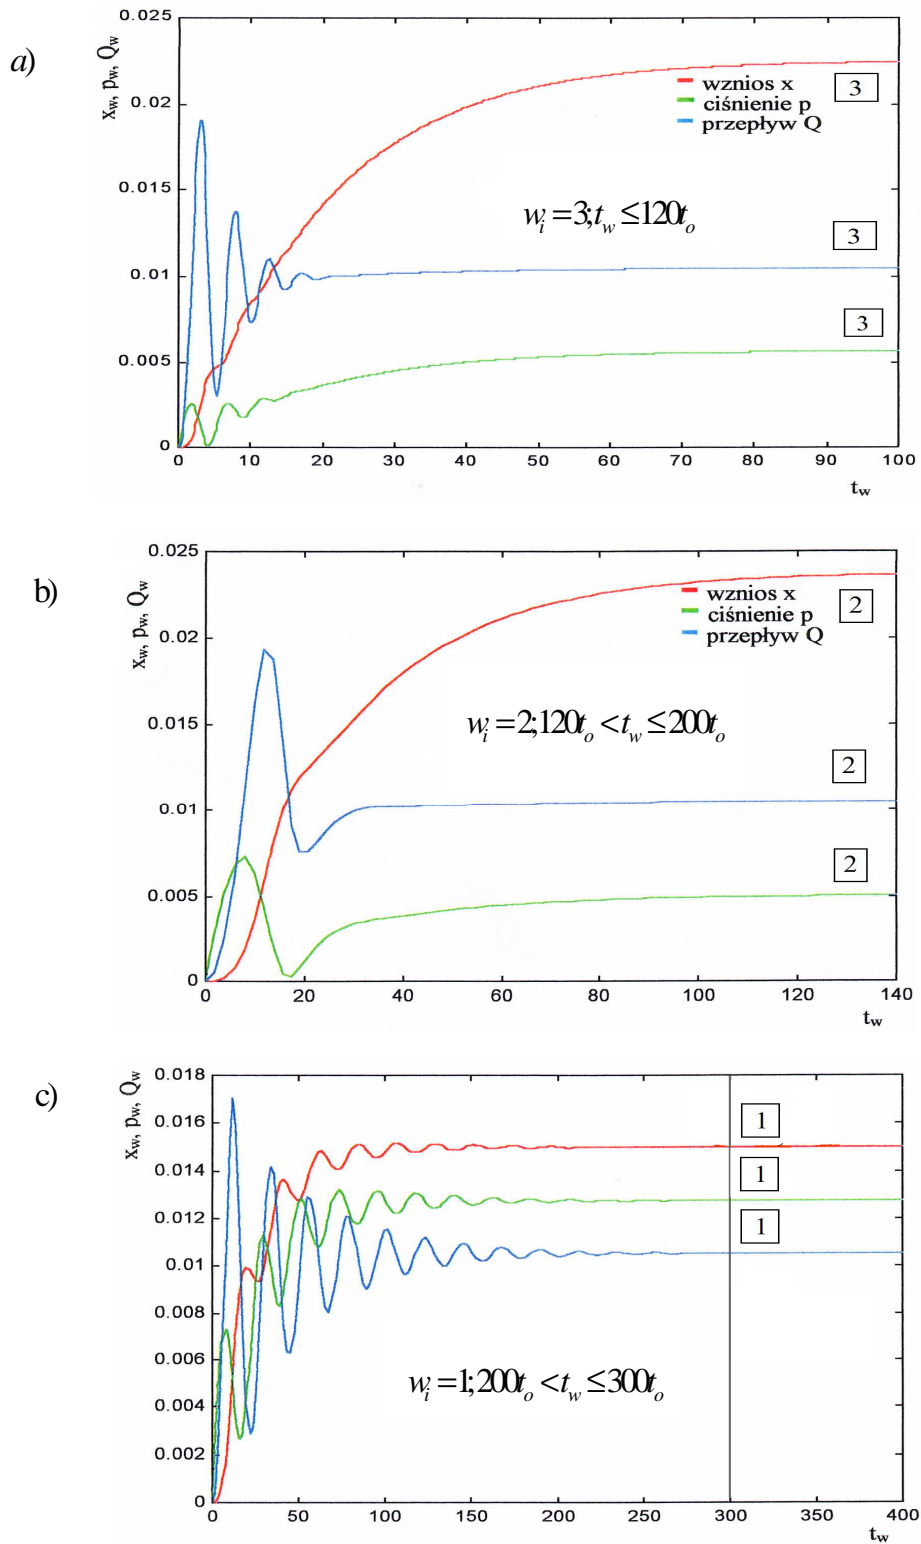 a)
x_w, p_w, Q_w
0.025
0.02
0.015
0.01
0.005
0
wznios x
ciśnienie p
przepływ Q
3
w_i = 3; t_w ≤ 120t_o
3
3
0 10 20 30 40 50 60 70 80 90 100
t_w
b)
x_w, p_w, Q_w
0.025
0.02
0.015
0.01
0.005
0
wznios x
ciśnienie p
przepływ Q
2
w_i = 2; 120t_o < t_w ≤ 200t_o
2
2
0 20 40 60 80 100 120 140
t_w
c)
x_w, p_w, Q_w
0.018
0.016
0.014
0.012
0.01
0.008
0.006
0.004
0.002
0
1
1
1
w_i = 1; 200t_o < t_w ≤ 300t_o
0 50 100 150 200 250 300 350 400
t_w